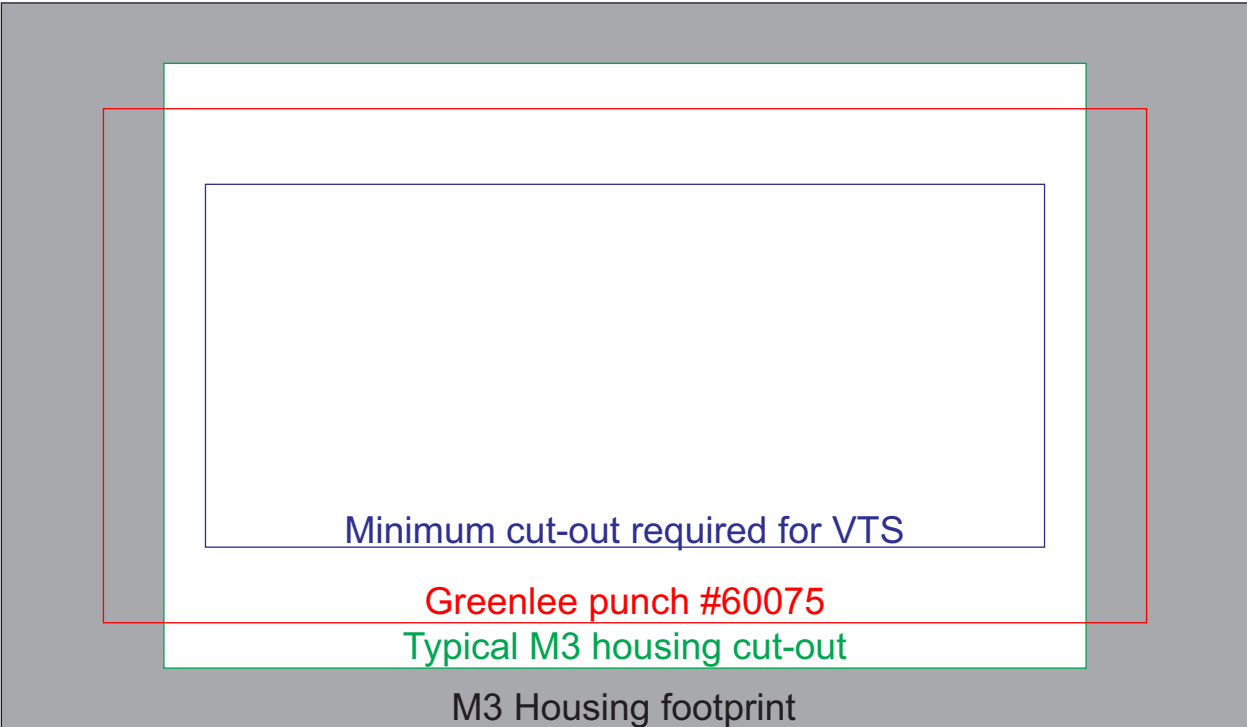 Minimum cut-out required for VTS
Greenlee punch #60075
Typical M3 housing cut-out
M3 Housing footprint